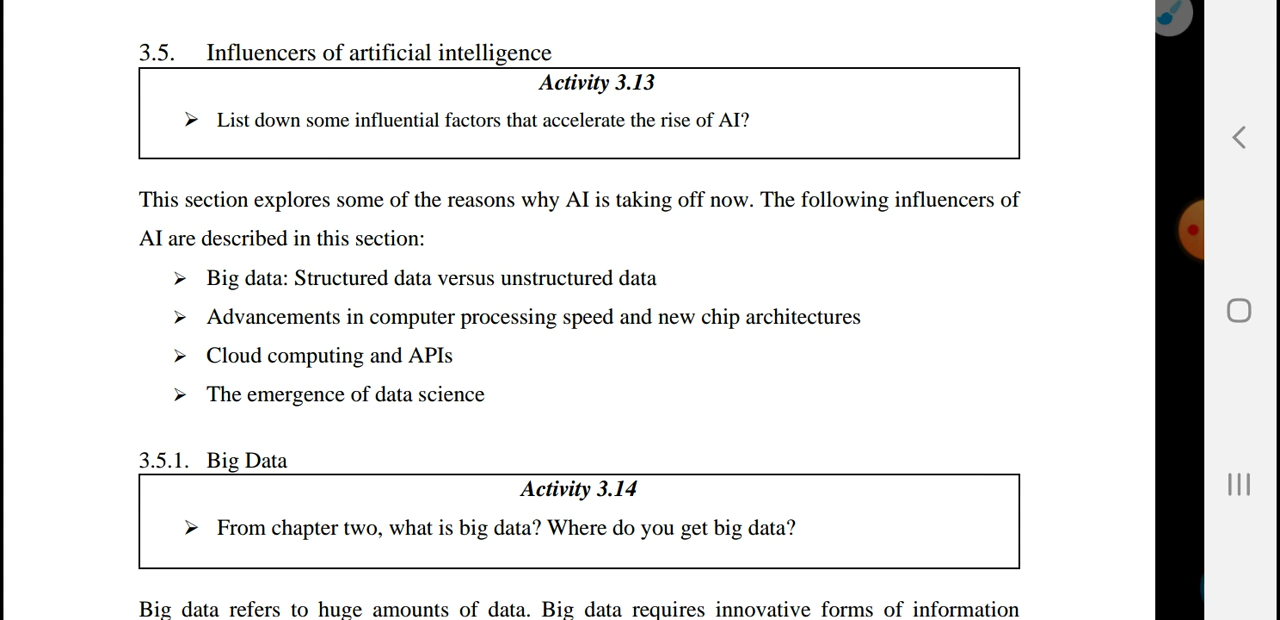 3.5. Influencers of artificial intelligence
Activity 3.13
➢ List down some influential factors that accelerate the rise of AI?
This section explores some of the reasons why AI is taking off now. The following influencers of
AI are described in this section:
➢ Big data: Structured data versus unstructured data
➢ Advancements in computer processing speed and new chip architectures
➢ Cloud computing and APIs
➢ The emergence of data science
3.5.1. Big Data
Activity 3.14
➢ From chapter two, what is big data? Where do you get big data?
Big data refers to huge amounts of data. Big data requires innovative forms of information